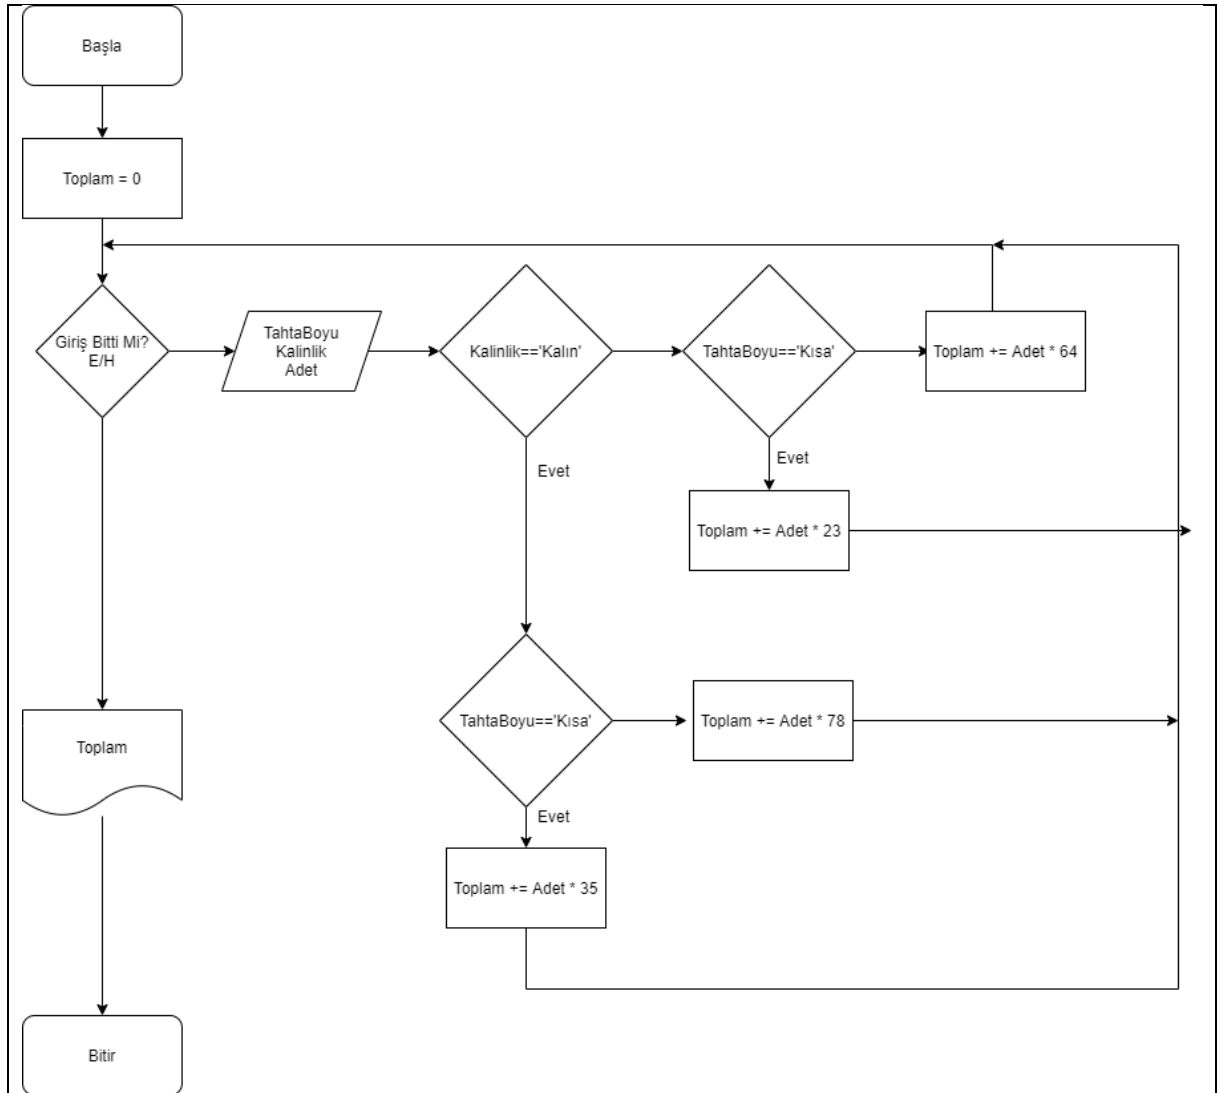 Başla
Toplam = 0
Giriş Bitti Mi?
E/H
TahtaBoyu
Kalinlik
Adet
Kalinlik=='Kalın'
TahtaBoyu=='Kısa'
Toplam += Adet * 64
Evet
Evet
Toplam += Adet * 23
TahtaBoyu=='Kısa'
Toplam += Adet * 78
Toplam
Evet
Toplam += Adet * 35
Bitir